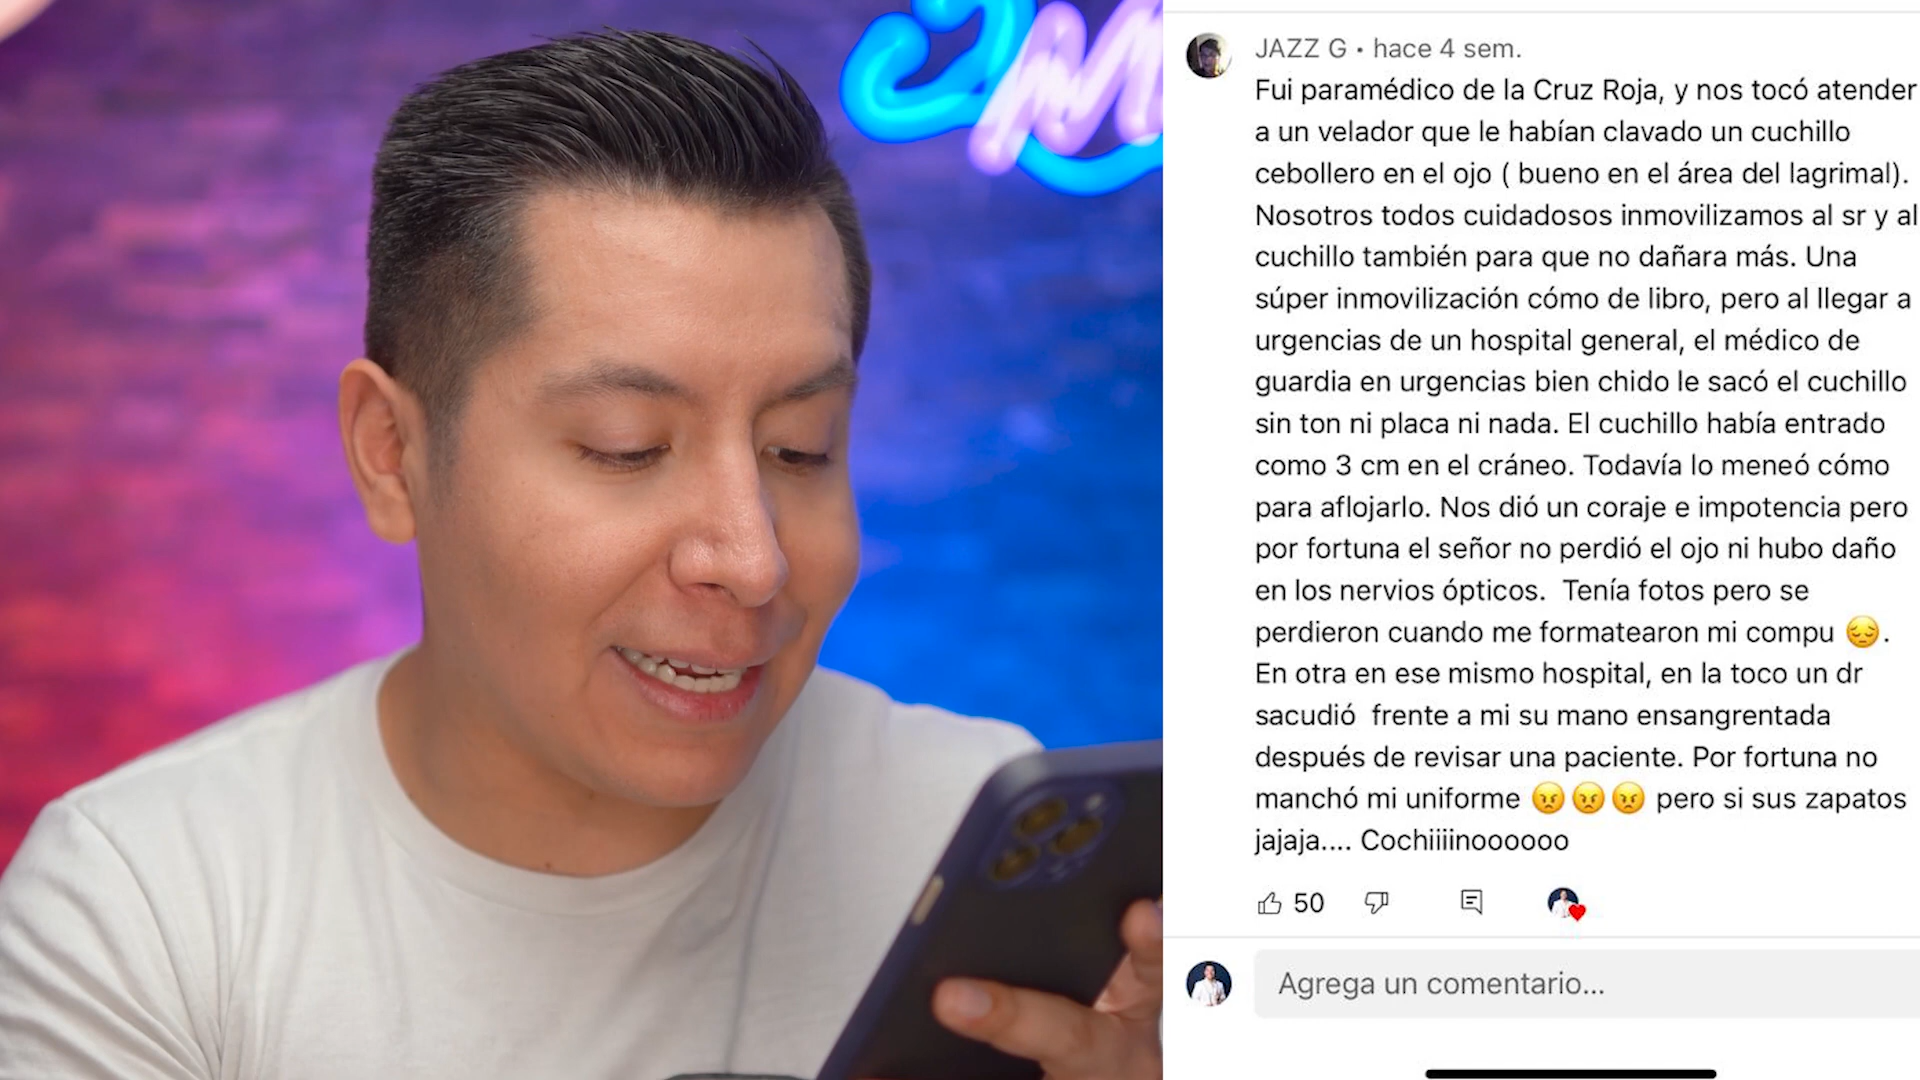 JAZZ G • hace 4 sem.
Fui paramédico de la Cruz Roja, y nos tocó atender
a un velador que le habían clavado un cuchillo
cebollero en el ojo ( bueno en el área del lagrimal).
Nosotros todos cuidadosos inmovilizamos al sr y al
cuchillo también para que no dañara más. Una
súper inmovilización cómo de libro, pero al llegar a
urgencias de un hospital general, el médico de
guardia en urgencias bien chido le sacó el cuchillo
sin ton ni placa ni nada. El cuchillo había entrado
como 3 cm en el cráneo. Todavía lo meneó cómo
para aflojarlo. Nos dió un coraje e impotencia pero
por fortuna el señor no perdió el ojo ni hubo daño
en los nervios ópticos.  Tenía fotos pero se
perdieron cuando me formatearon mi compu 😔.
En otra en ese mismo hospital, en la toco un dr
sacudió  frente a mi su mano ensangrentada
después de revisar una paciente. Por fortuna no
manchó mi uniforme 😠😠😠 pero si sus zapatos
jajaja.... Cochiiiinoooooo
50
Agrega un comentario...